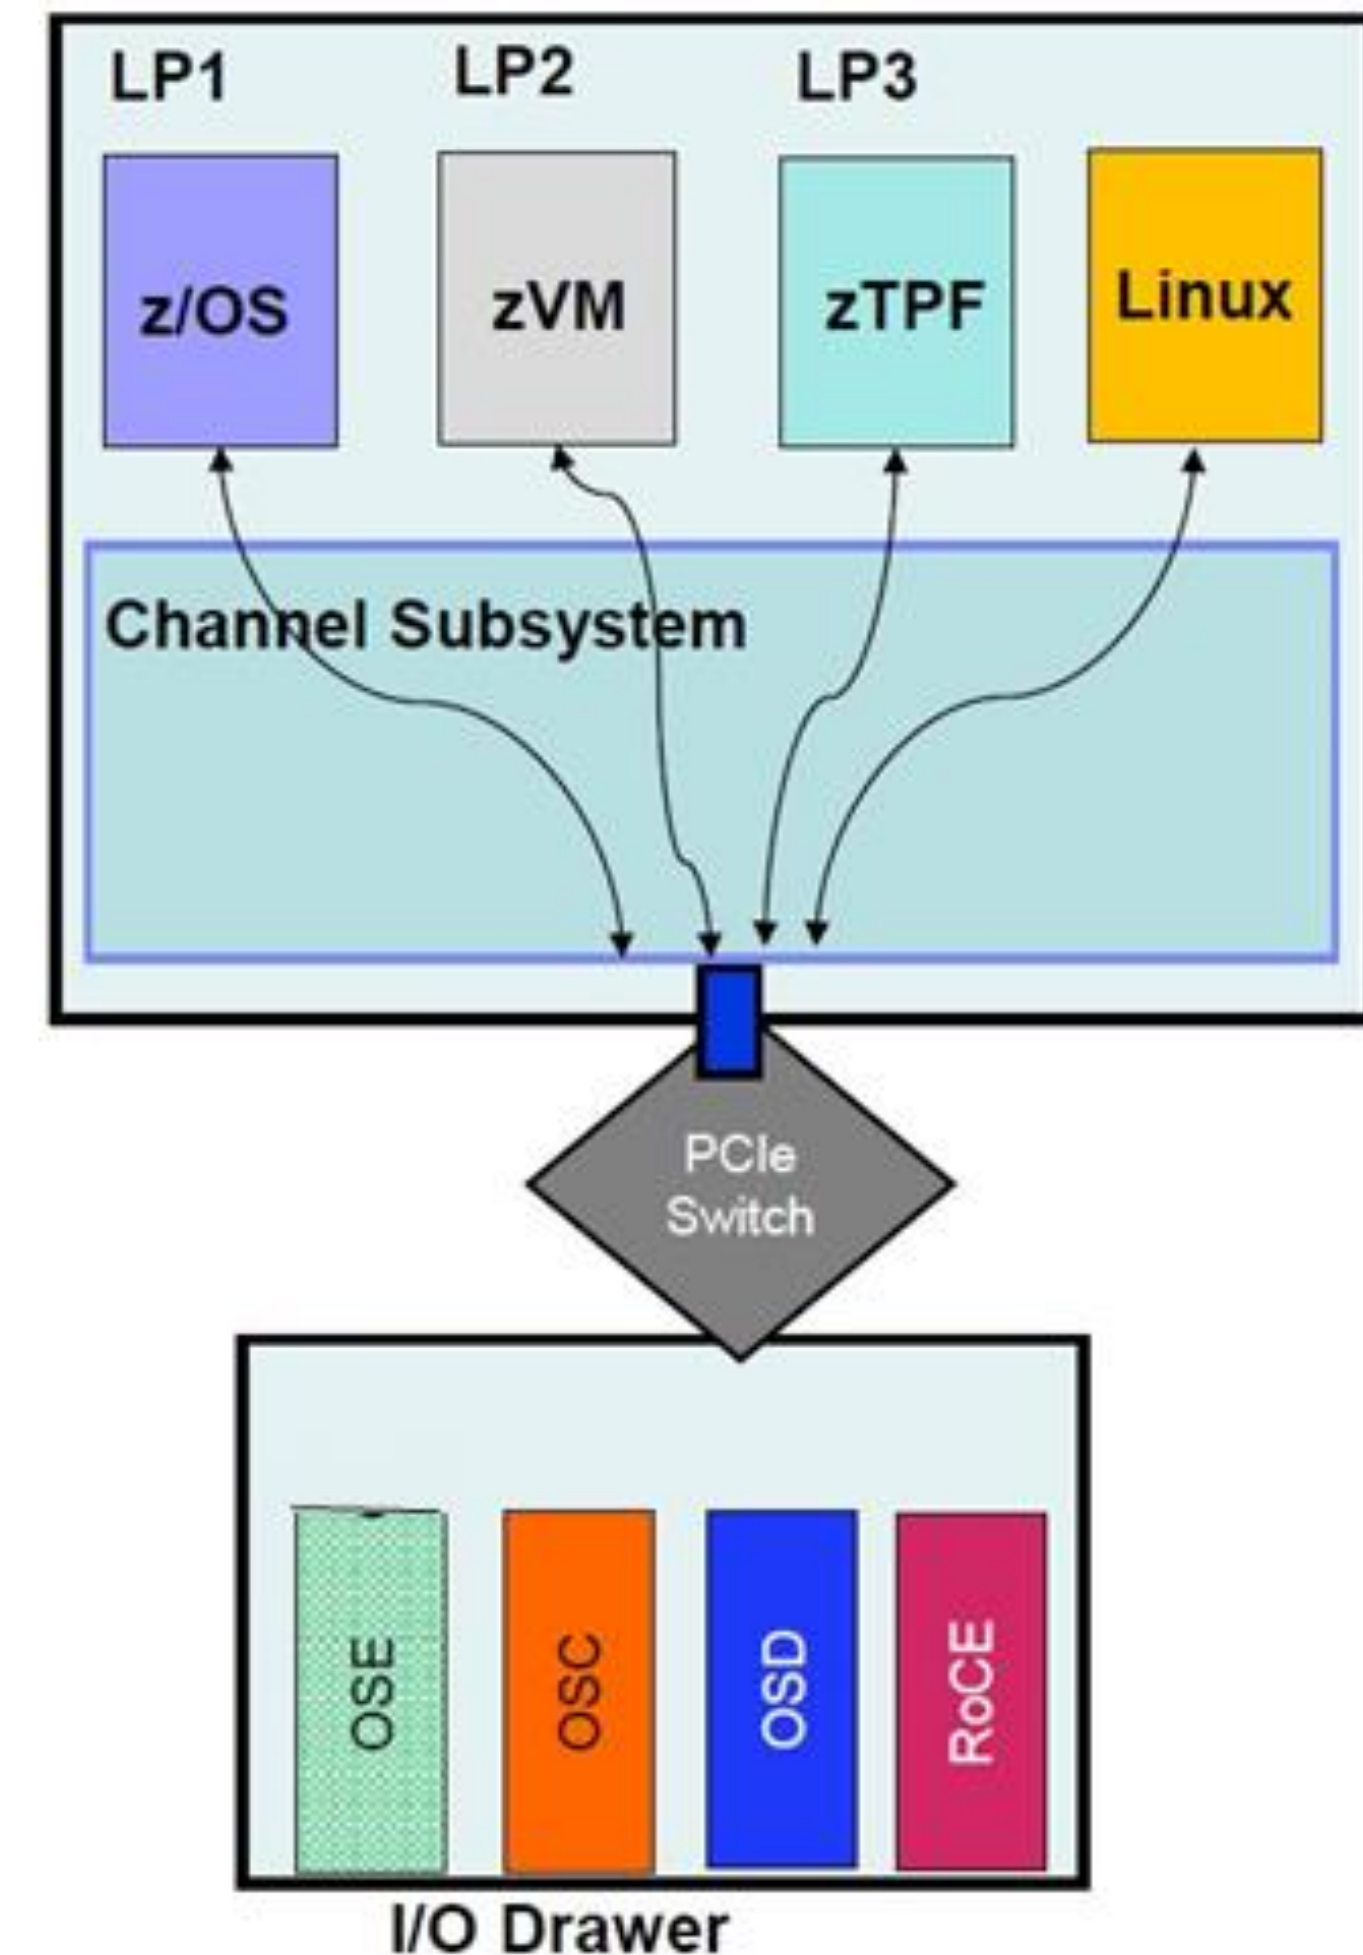 LP1
LP2
LP3
z/OS
zVM
zTPF
Linux
Channel Subsystem
PCIe
Switch
OSE
OSC
OSD
RoCE
I/O Drawer